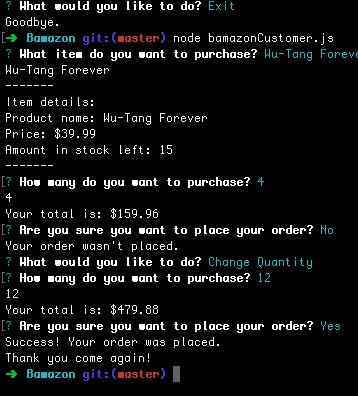 ? What would you like to do? Exit
Goodbye.
[➜ Bamazon git:(master) node bamazonCustomer.js
? What item do you want to purchase? Wu-Tang
Wu-Tang Forever
-------
Item details:
Product name: Wu-Tang Forever
Price: $39.99
Amount in stock left: 15
-------
[? How many do you want to purchase? 4
4
Your total is: $159.96
[? Are you sure you want to place your order? No
Your order wasn't placed.
? What would you like to do? Change Quantity
[? How many do you want to purchase? 12
12
Your total is: $479.88
[? Are you sure you want to place your order? Yes
Success! Your order was placed.
Thank you come again!
➜ Bamazon git:(master)